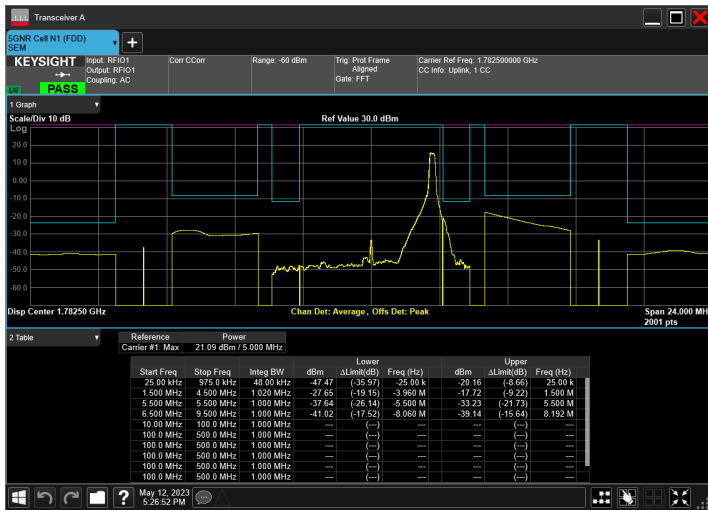 Transceiver A
5GNR Cell N1 (FDD)
SEM
KEYSIGHT
LXI
PASS
Input: RFIO1
Output: RFIO1
Coupling: AC
Corr CCorr
Range: -60 dBm
Trig: Prot Frame
Aligned
Gate: FFT
Carrier Ref Freq: 1.782500000 GHz
CC Info: Uplink, 1 CC
1 Graph
Scale/Div 10 dB
Ref Value 30.0 dBm
Log
20.0
10.0
0.00
-10.0
-20.0
-30.0
-40.0
-50.0
-60.0
Disp Center 1.78250 GHz
Chan Det: Average, Offs Det: Peak
Span 24.000 MH
2001 pts
2 Table
Reference Power
Carrier #1: Max 21.09 dBm / 5.000 MHz
Lower Upper
Start Freq Stop Freq Integ BW dBm ΔLimit(dB) Freq (Hz) dBm ΔLimit(dB) Freq (Hz)
25.00 kHz 975.0 kHz 48.00 kHz -47.47 (-35.97) -25.00 k -20.16 (-8.66) 25.00 k
1.500 MHz 4.500 MHz 1.020 MHz -27.65 (-19.15) -3.960 M -17.72 (-9.22) 1.500 M
5.500 MHz 5.500 MHz 1.000 MHz -37.64 (-26.14) -5.500 M -33.23 (-21.73) 5.500 M
6.500 MHz 9.500 MHz 1.000 MHz -41.02 (-17.52) -8.060 M -39.14 (-15.64) 8.192 M
10.00 MHz 100.0 MHz 1.000 MHz --- (---) --- --- (---) ---
100.0 MHz 500.0 MHz 1.000 MHz --- (---) --- --- (---) ---
100.0 MHz 500.0 MHz 1.000 MHz --- (---) --- --- (---) ---
100.0 MHz 500.0 MHz 1.000 MHz --- (---) --- --- (---) ---
100.0 MHz 500.0 MHz 1.000 MHz --- (---) --- --- (---) ---
100.0 MHz 500.0 MHz 1.000 MHz --- (---) --- --- (---) ---
May 12, 2023
5:26:52 PM